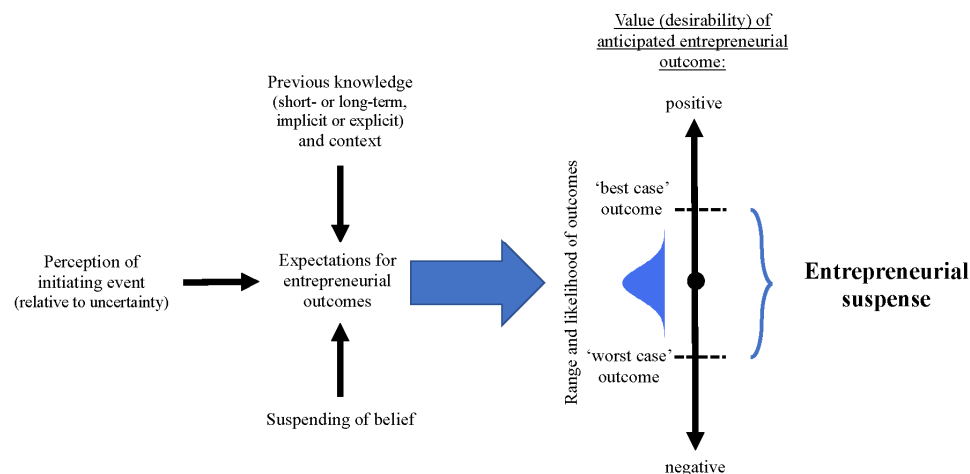 Value (desirability) of
anticipated entrepreneurial
outcome:
Previous knowledge
(short- or long-term,
implicit or explicit)
and context
positive
Perception of
initiating event
(relative to uncertainty)
Expectations for
entrepreneurial
outcomes
Suspending of belief
Range and likelihood of outcomes
‘best case’
outcome
‘worst case’
outcome
negative
Entrepreneurial
suspense